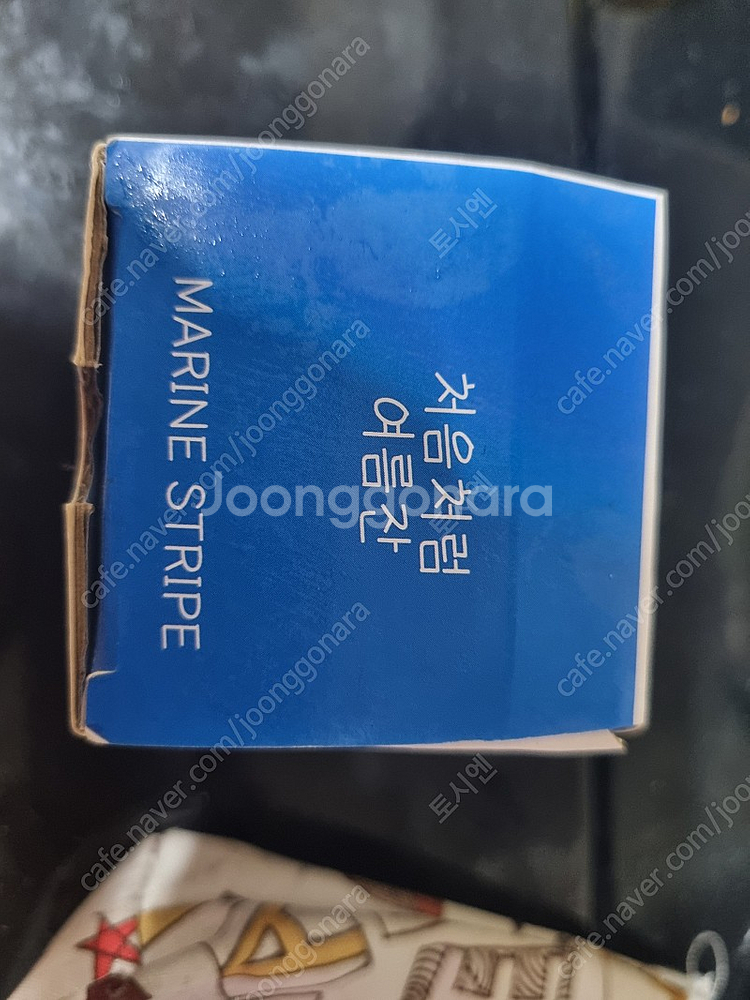 처음처럼
여름잔
MARINE STRIPE
Joonggonara
cafe.naver.com/joonggonara
토시엔